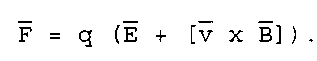 F̅ = q (E̅ + [v̅ x B̅]).